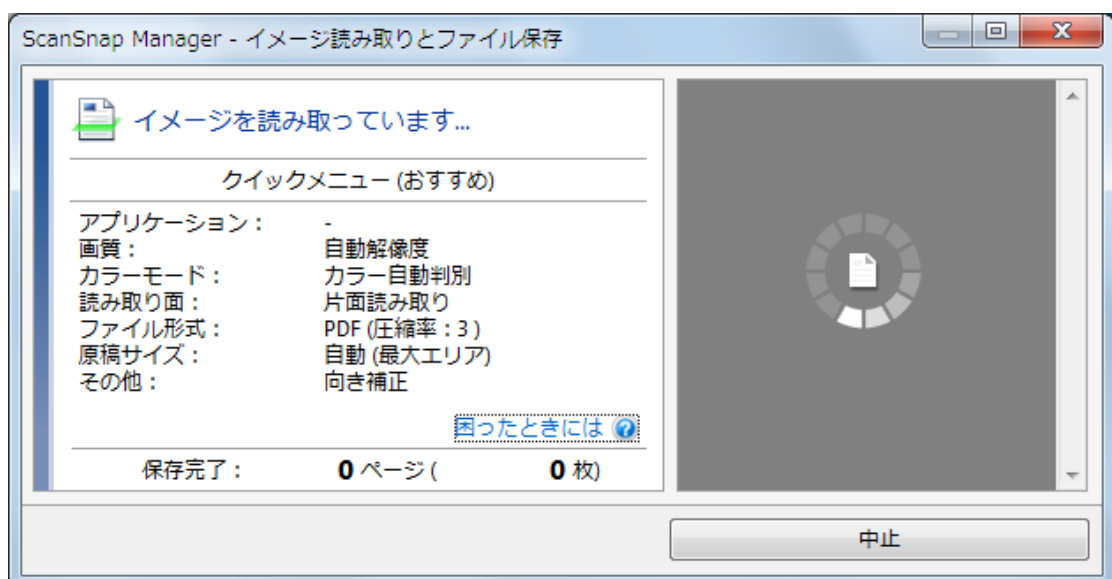 ScanSnap Manager - イメージ読み取りとファイル保存
イメージを読み取っています...
クイックメニュー (おすすめ)
アプリケーション： -
画質： 自動解像度
カラーモード： カラー自動判別
読み取り面： 片面読み取り
ファイル形式： PDF (圧縮率：3 )
原稿サイズ： 自動 (最大エリア)
その他： 向き補正
困ったときには ?
保存完了： 0 ページ ( 0 枚)
中止